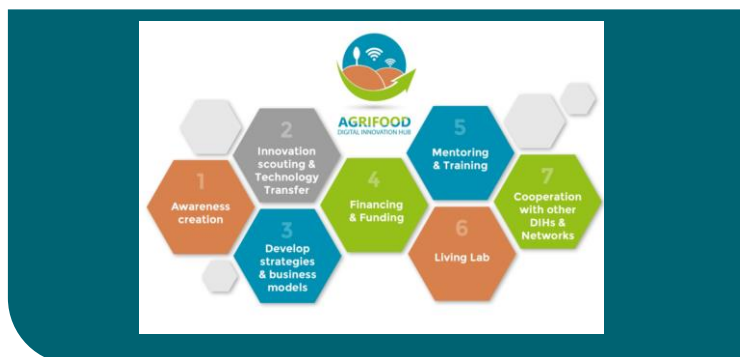 AGRIFOOD
DIGITAL INNOVATION HUB
1
Awareness
creation
2
Innovation
scouting &
Technology
Transfer
3
Develop
strategies
& business
models
4
Financing
& Funding
5
Mentoring
& Training
6
Living Lab
7
Cooperation
with other
DIHs &
Networks